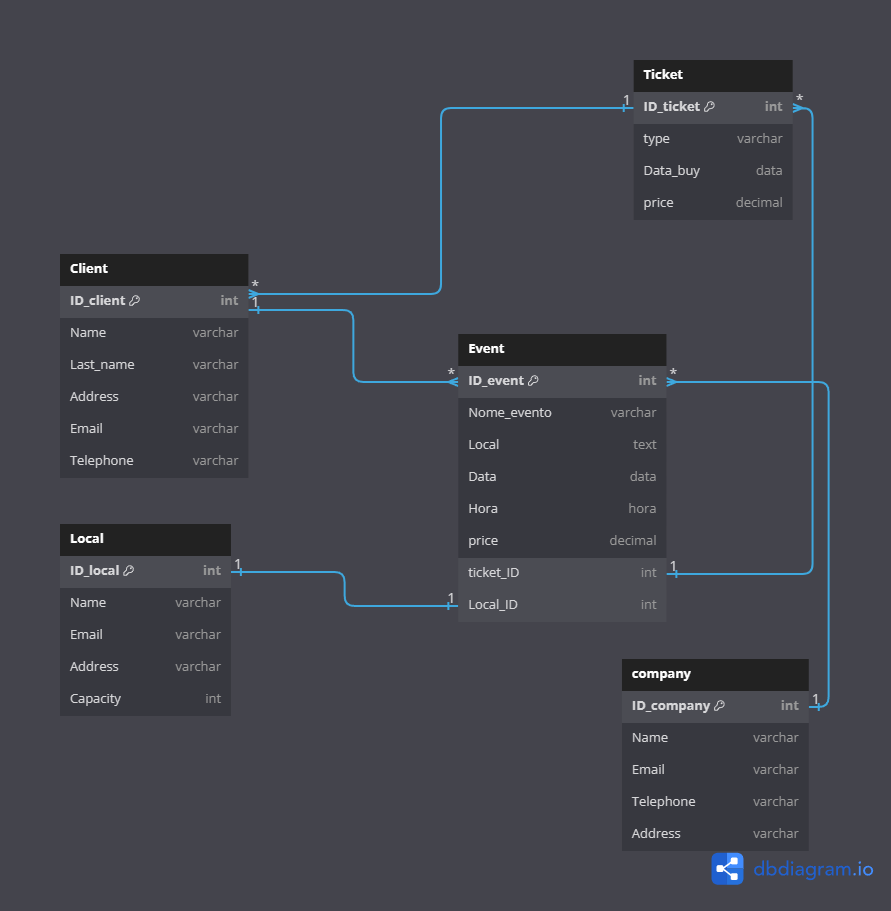 Ticket
1 ID_ticket int *
type varchar
Data_buy data
price decimal
Client
ID_client int * 1
Name varchar
Last_name varchar
Address varchar
Email varchar
Telephone varchar
Event
* ID_event int *
Nome_evento varchar
Local text
Data data
Hora hora
price decimal
ticket_ID int 1
1 Local_ID int
Local
ID_local int 1
Name varchar
Email varchar
Address varchar
Capacity int
company
ID_company int 1
Name varchar
Email varchar
Telephone varchar
Address varchar
dbdiagram.io